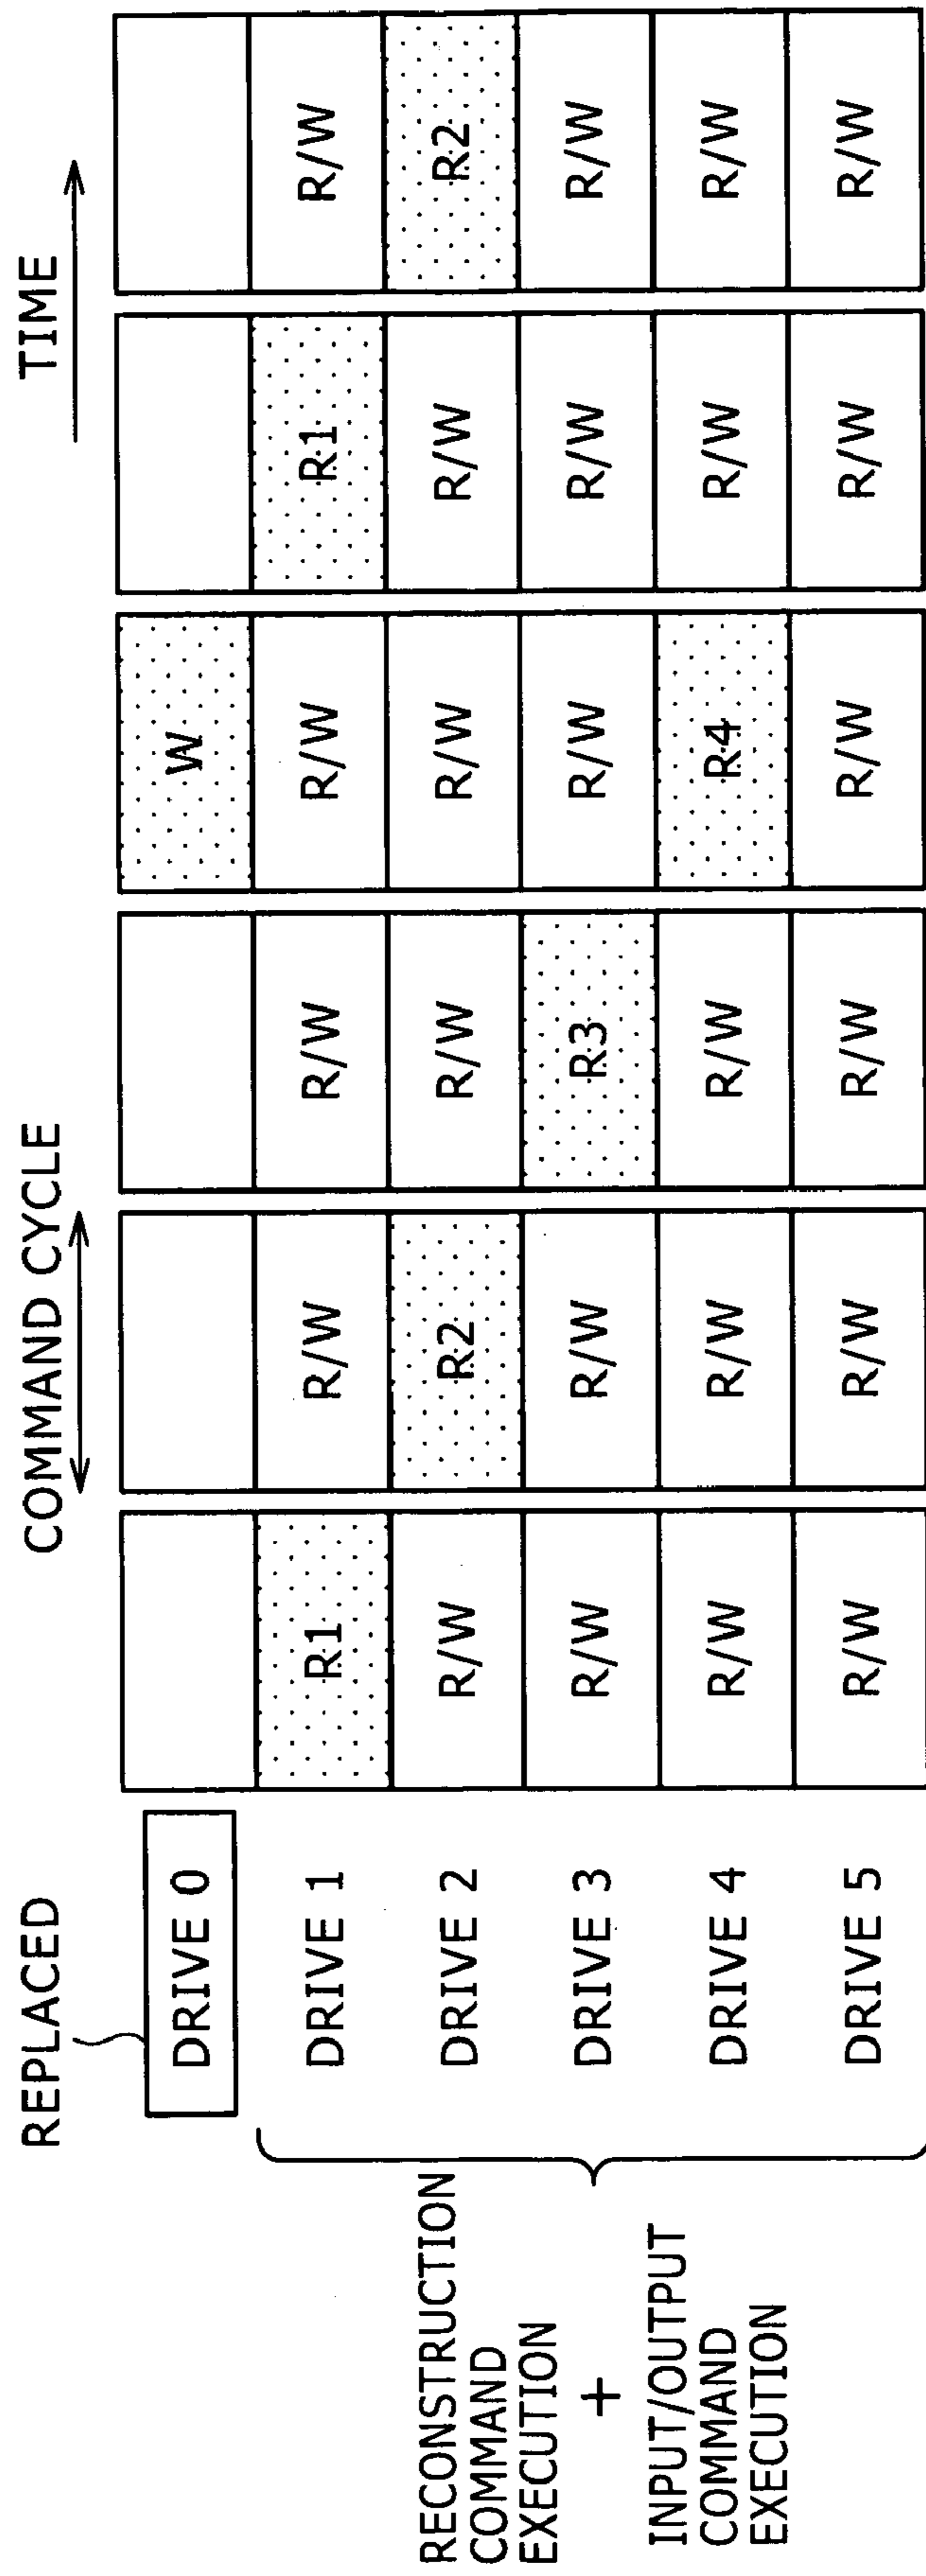 REPLACED
COMMAND CYCLE
TIME
DRIVE 0
W
DRIVE 1
R1
R/W
R/W
R/W
R1
R/W
DRIVE 2
R/W
R2
R/W
R/W
R/W
R2
DRIVE 3
R/W
R/W
R3
R/W
R/W
R/W
DRIVE 4
R/W
R/W
R/W
R4
R/W
R/W
DRIVE 5
R/W
R/W
R/W
R/W
R/W
R/W
RECONSTRUCTION
COMMAND
EXECUTION
+
INPUT/OUTPUT
COMMAND
EXECUTION